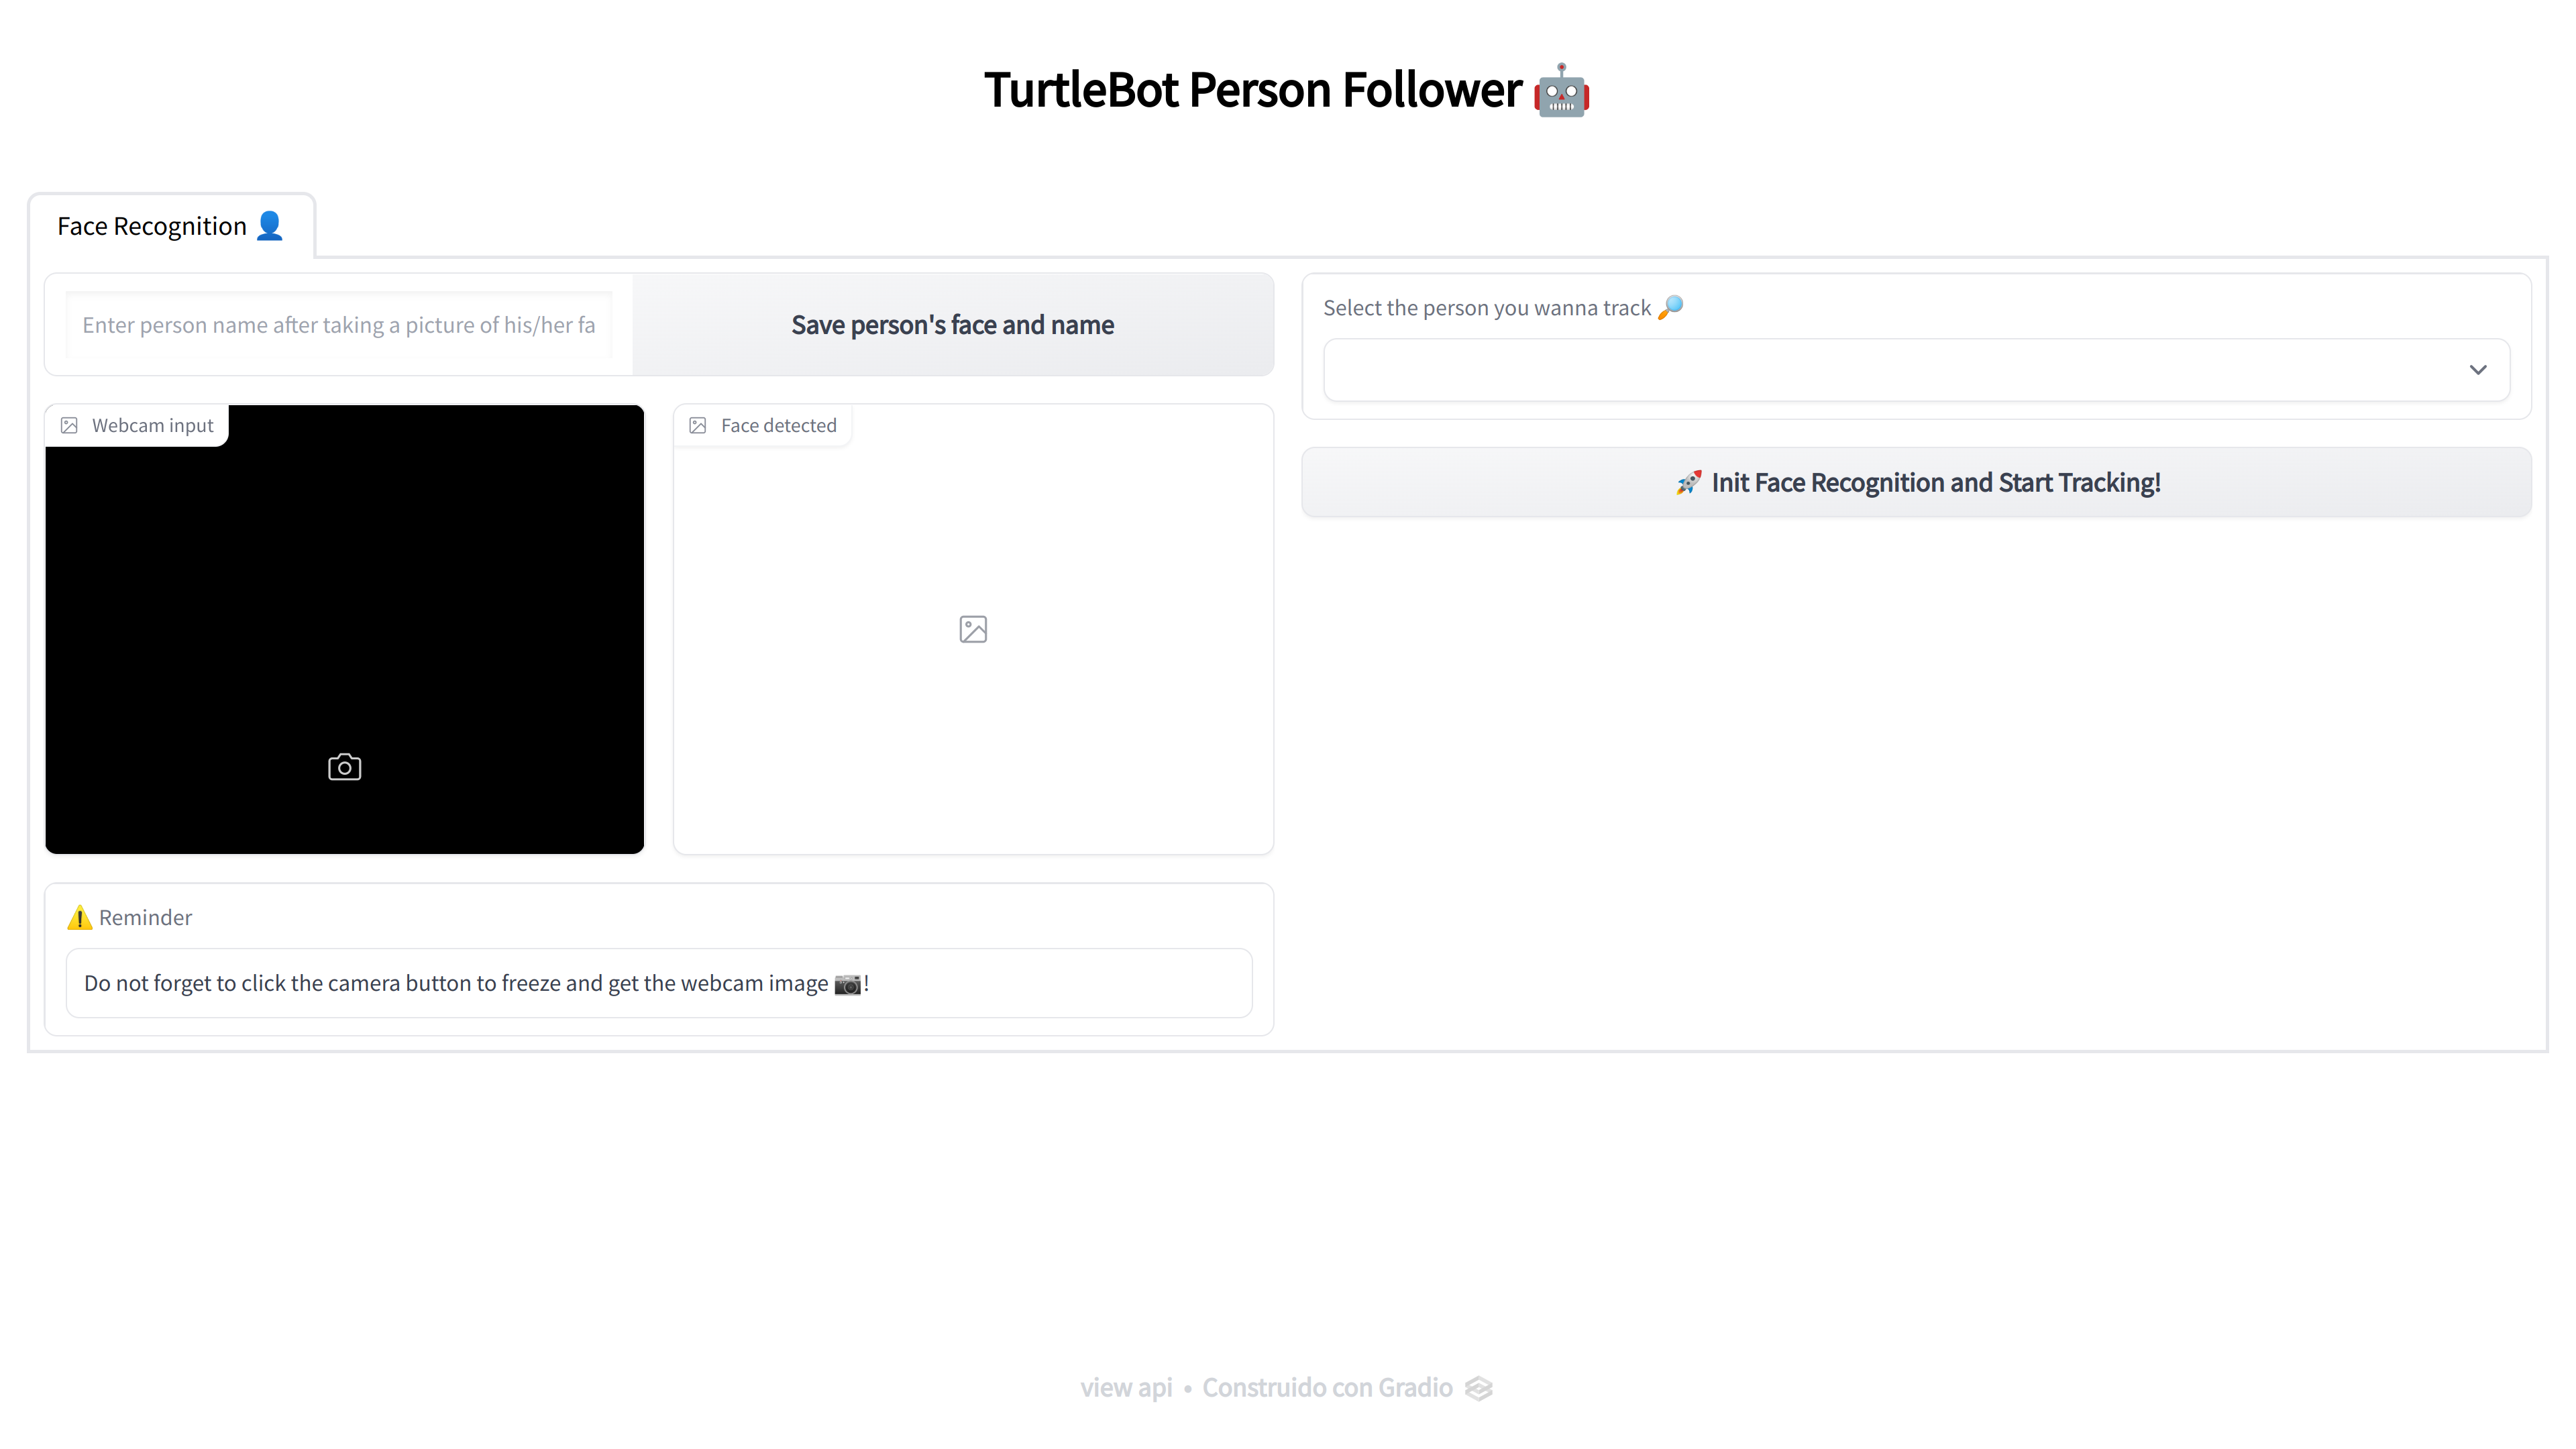 TurtleBot Person Follower 🤖
Face Recognition 👤
Enter person name after taking a picture of his/her fa
Save person's face and name
Select the person you wanna track 🔎
Webcam input
Face detected
🚀 Init Face Recognition and Start Tracking!
⚠️ Reminder
Do not forget to click the camera button to freeze and get the webcam image 📷!
view api • Construido con Gradio